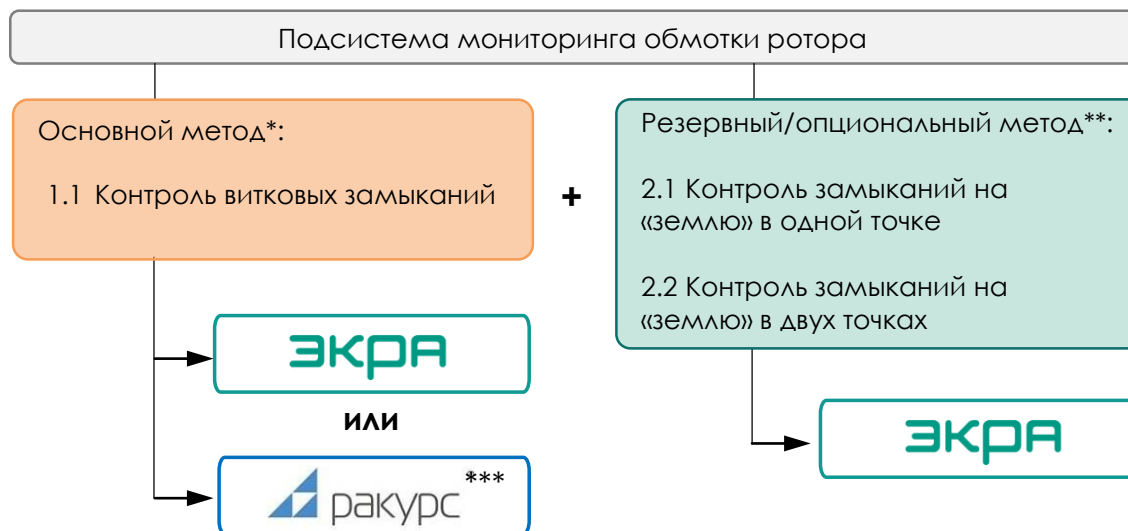 Подсистема мониторинга обмотки ротора
Основной метод*:
1.1 Контроль витковых замыканий
+
Резервный/опциональный метод**:
2.1 Контроль замыканий на
«землю» в одной точке
2.2 Контроль замыканий на
«землю» в двух точках
экра
или
ракурс ***
экра